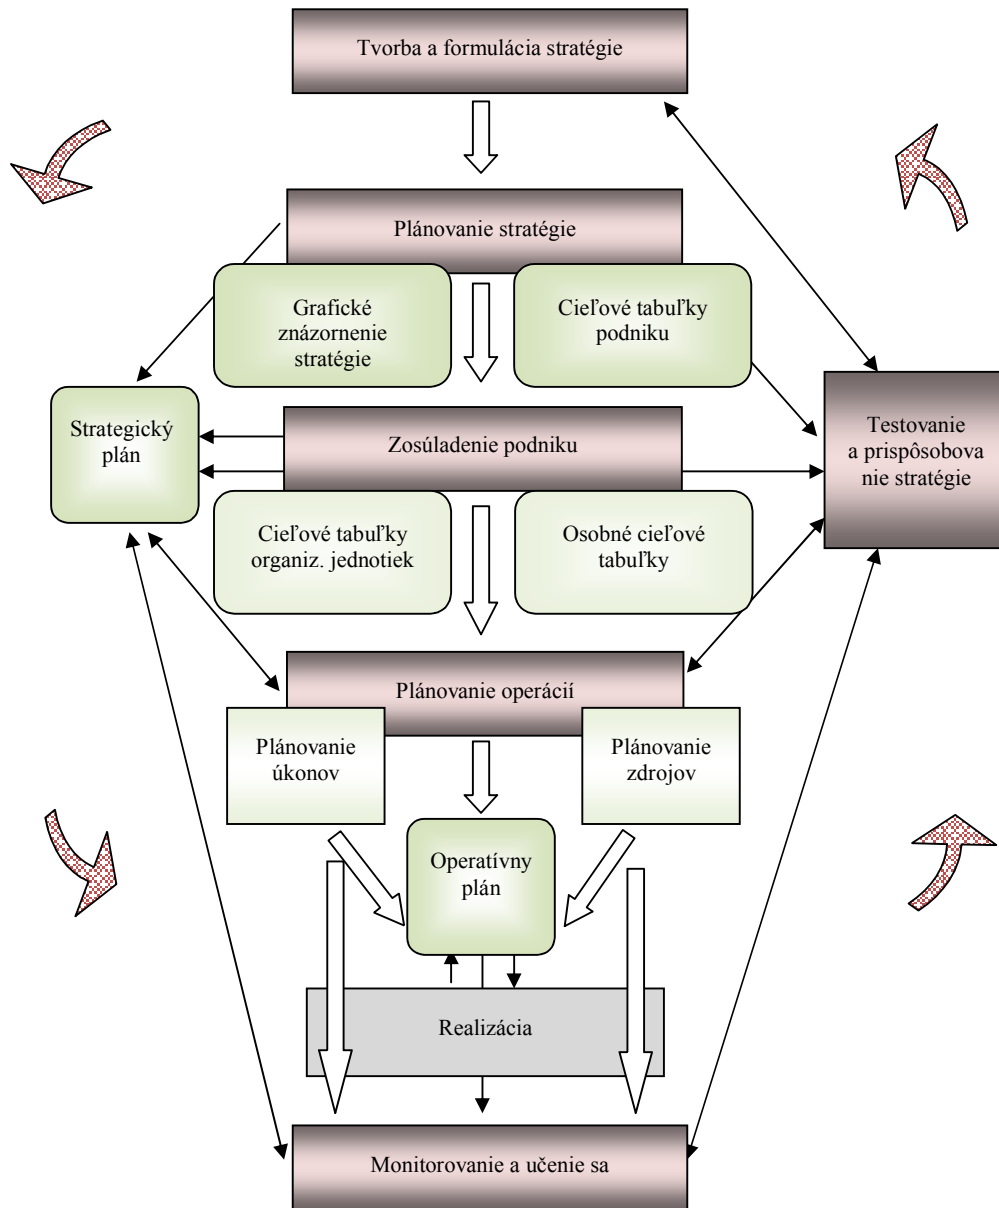 Tvorba a formulácia stratégie
Plánovanie stratégie
Grafické
znázornenie
stratégie
Cieľové tabuľky
podniku
Strategický
plán
Zosúladenie podniku
Testovanie
a prispôsobova
nie stratégie
Cieľové tabuľky
organiz. jednotiek
Osobné cieľové
tabuľky
Plánovanie operácií
Plánovanie
úkonov
Plánovanie
zdrojov
Operatívny
plán
Realizácia
Monitorovanie a učenie sa